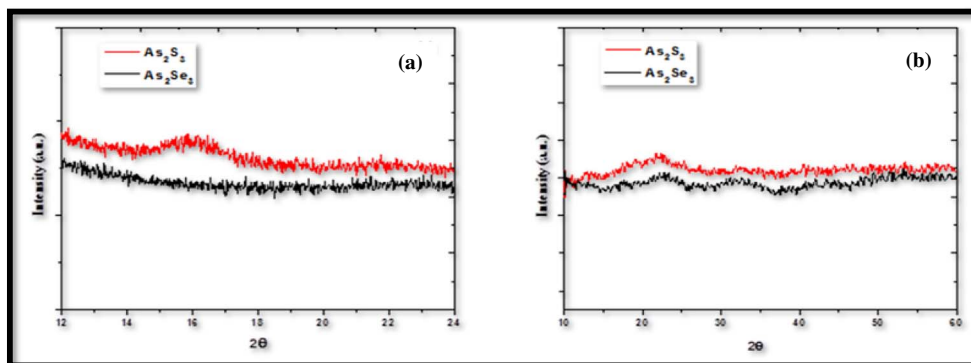 As2S3
As2Se3
(a)
Intensity (a.u.)
12 14 16 18 20 22 24
2θ
As2S3
As2Se3
(b)
Intensity (a.u.)
10 20 30 40 50 60
2θ